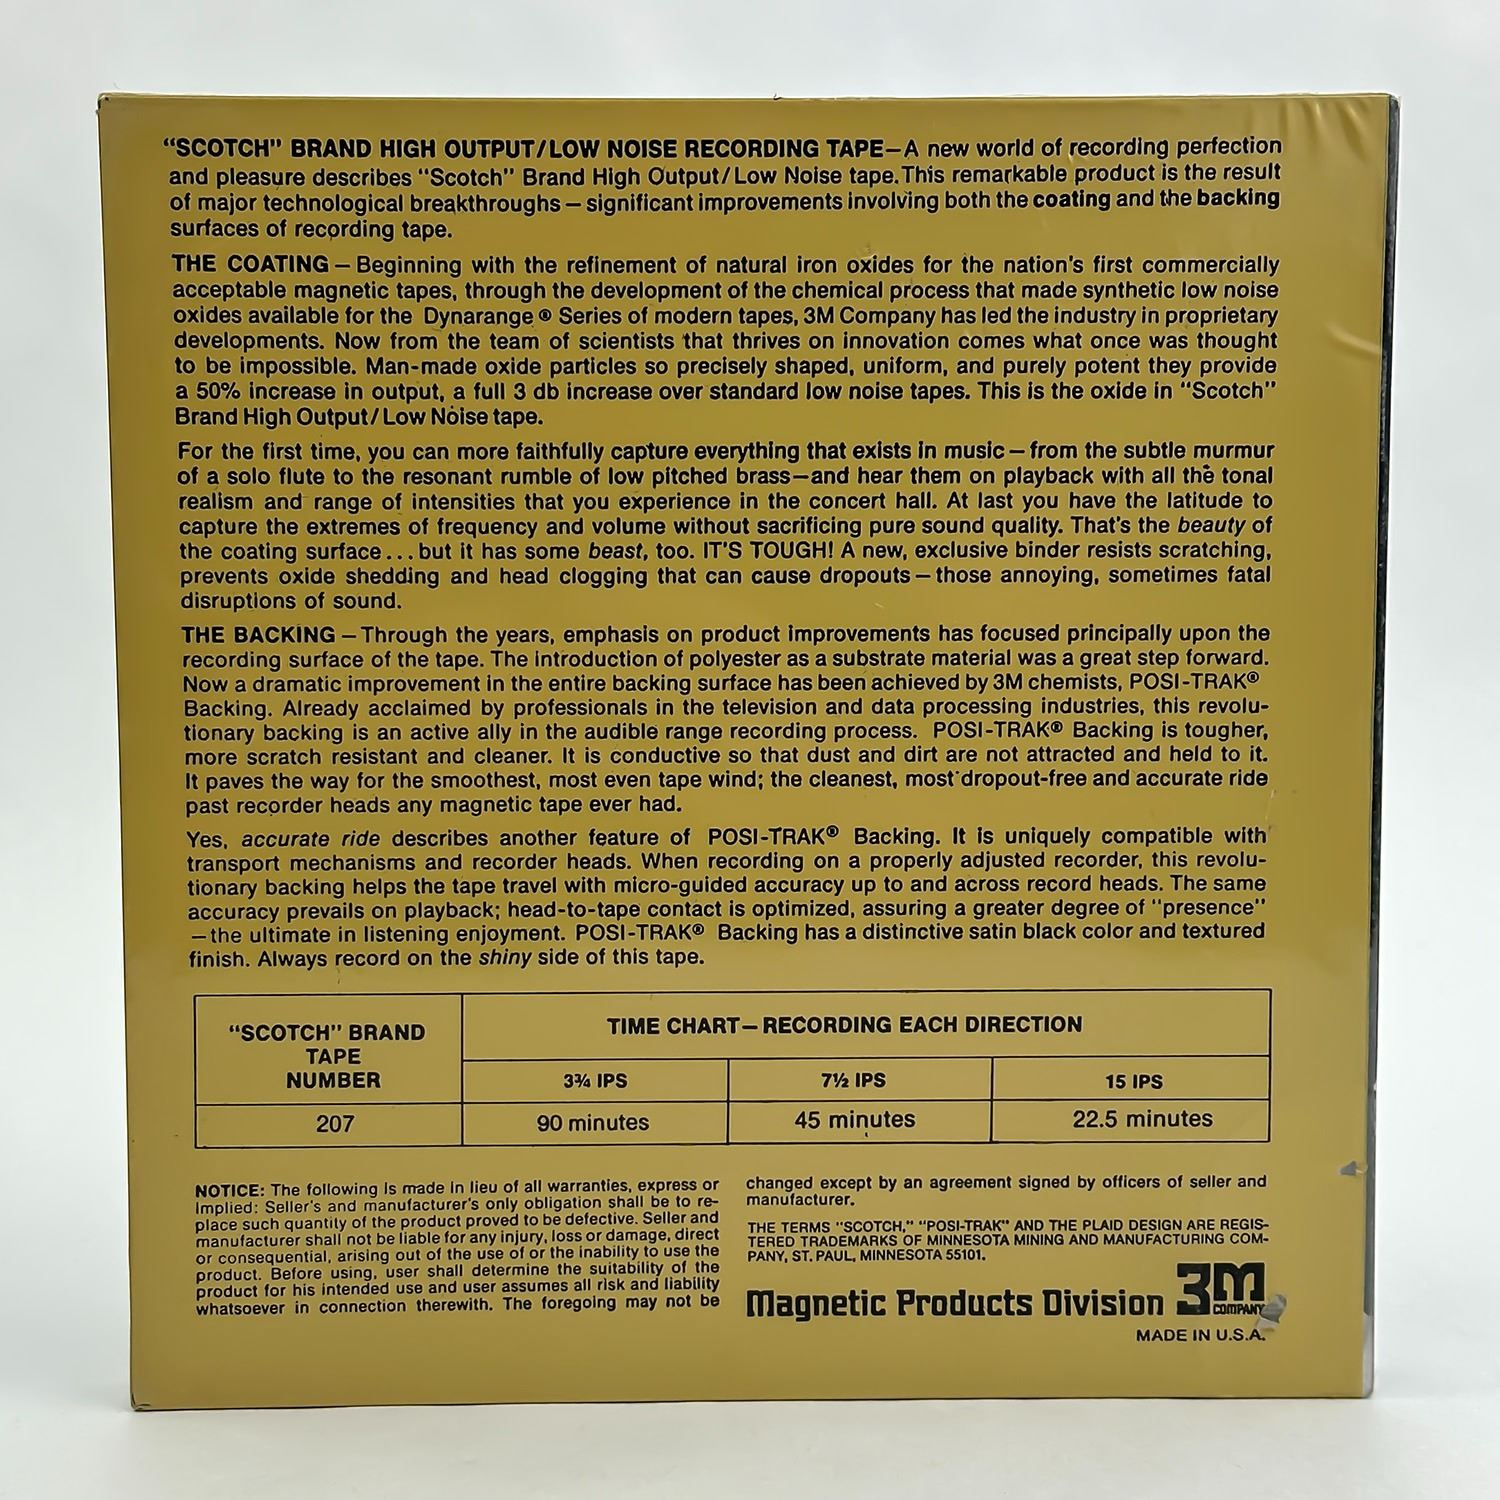 "SCOTCH" BRAND HIGH OUTPUT/LOW NOISE RECORDING TAPE—A new world of recording perfection
and pleasure describes "Scotch" Brand High Output/Low Noise tape. This remarkable product is the result
of major technological breakthroughs — significant improvements involving both the coating and the backing
surfaces of recording tape.
THE COATING — Beginning with the refinement of natural iron oxides for the nation's first commercially
acceptable magnetic tapes, through the development of the chemical process that made synthetic low noise
oxides available for the Dynarange ® Series of modern tapes, 3M Company has led the industry in proprietary
developments. Now from the team of scientists that thrives on innovation comes what once was thought
to be impossible. Man-made oxide particles so precisely shaped, uniform, and purely potent they provide
a 50% increase in output, a full 3 db increase over standard low noise tapes. This is the oxide in "Scotch"
Brand High Output/Low Noise tape.
For the first time, you can more faithfully capture everything that exists in music — from the subtle murmur
of a solo flute to the resonant rumble of low pitched brass—and hear them on playback with all the tonal
realism and range of intensities that you experience in the concert hall. At last you have the latitude to
capture the extremes of frequency and volume without sacrificing pure sound quality. That's the beauty of
the coating surface...but it has some beast, too. IT'S TOUGH! A new, exclusive binder resists scratching,
prevents oxide shedding and head clogging that can cause dropouts — those annoying, sometimes fatal
disruptions of sound.
THE BACKING — Through the years, emphasis on product improvements has focused principally upon the
recording surface of the tape. The introduction of polyester as a substrate material was a great step forward.
Now a dramatic improvement in the entire backing surface has been achieved by 3M chemists, POSI-TRAK®
Backing. Already acclaimed by professionals in the television and data processing industries, this revolu-
tionary backing is an active ally in the audible range recording process. POSI-TRAK® Backing is tougher,
more scratch resistant and cleaner. It is conductive so that dust and dirt are not attracted and held to it.
It paves the way for the smoothest, most even tape wind; the cleanest, most dropout-free and accurate ride
past recorder heads any magnetic tape ever had.
Yes, accurate ride describes another feature of POSI-TRAK® Backing. It is uniquely compatible with
transport mechanisms and recorder heads. When recording on a properly adjusted recorder, this revolu-
tionary backing helps the tape travel with micro-guided accuracy up to and across record heads. The same
accuracy prevails on playback; head-to-tape contact is optimized, assuring a greater degree of "presence"
—the ultimate in listening enjoyment. POSI-TRAK® Backing has a distinctive satin black color and textured
finish. Always record on the shiny side of this tape.
"SCOTCH" BRAND
TAPE
NUMBER
TIME CHART—RECORDING EACH DIRECTION
3¾ IPS
7½ IPS
15 IPS
207
90 minutes
45 minutes
22.5 minutes
NOTICE: The following is made in lieu of all warranties, express or
implied: Seller's and manufacturer's only obligation shall be to re-
place such quantity of the product proved to be defective. Seller and
manufacturer shall not be liable for any injury, loss or damage, direct
or consequential, arising out of the use of or the inability to use the
product. Before using, user shall determine the suitability of the
product for his intended use and user assumes all risk and liability
whatsoever in connection therewith. The foregoing may not be
changed except by an agreement signed by officers of seller and
manufacturer.
THE TERMS "SCOTCH," "POSI-TRAK" AND THE PLAID DESIGN ARE REGIS-
TERED TRADEMARKS OF MINNESOTA MINING AND MANUFACTURING COM-
PANY, ST. PAUL, MINNESOTA 55101.
Magnetic Products Division 3M
COMPANY
MADE IN U.S.A.